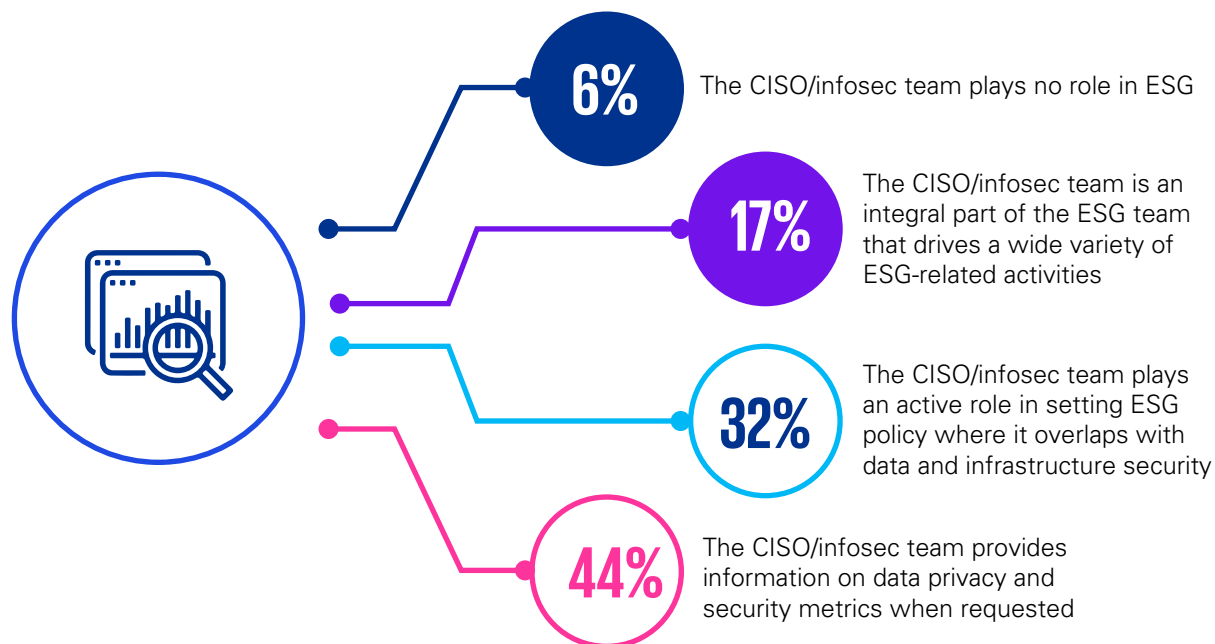 6%
The CISO/infosec team plays no role in ESG
17%
The CISO/infosec team is an
integral part of the ESG team
that drives a wide variety of
ESG-related activities
32%
The CISO/infosec team plays
an active role in setting ESG
policy where it overlaps with
data and infrastructure security
44%
The CISO/infosec team provides
information on data privacy and
security metrics when requested